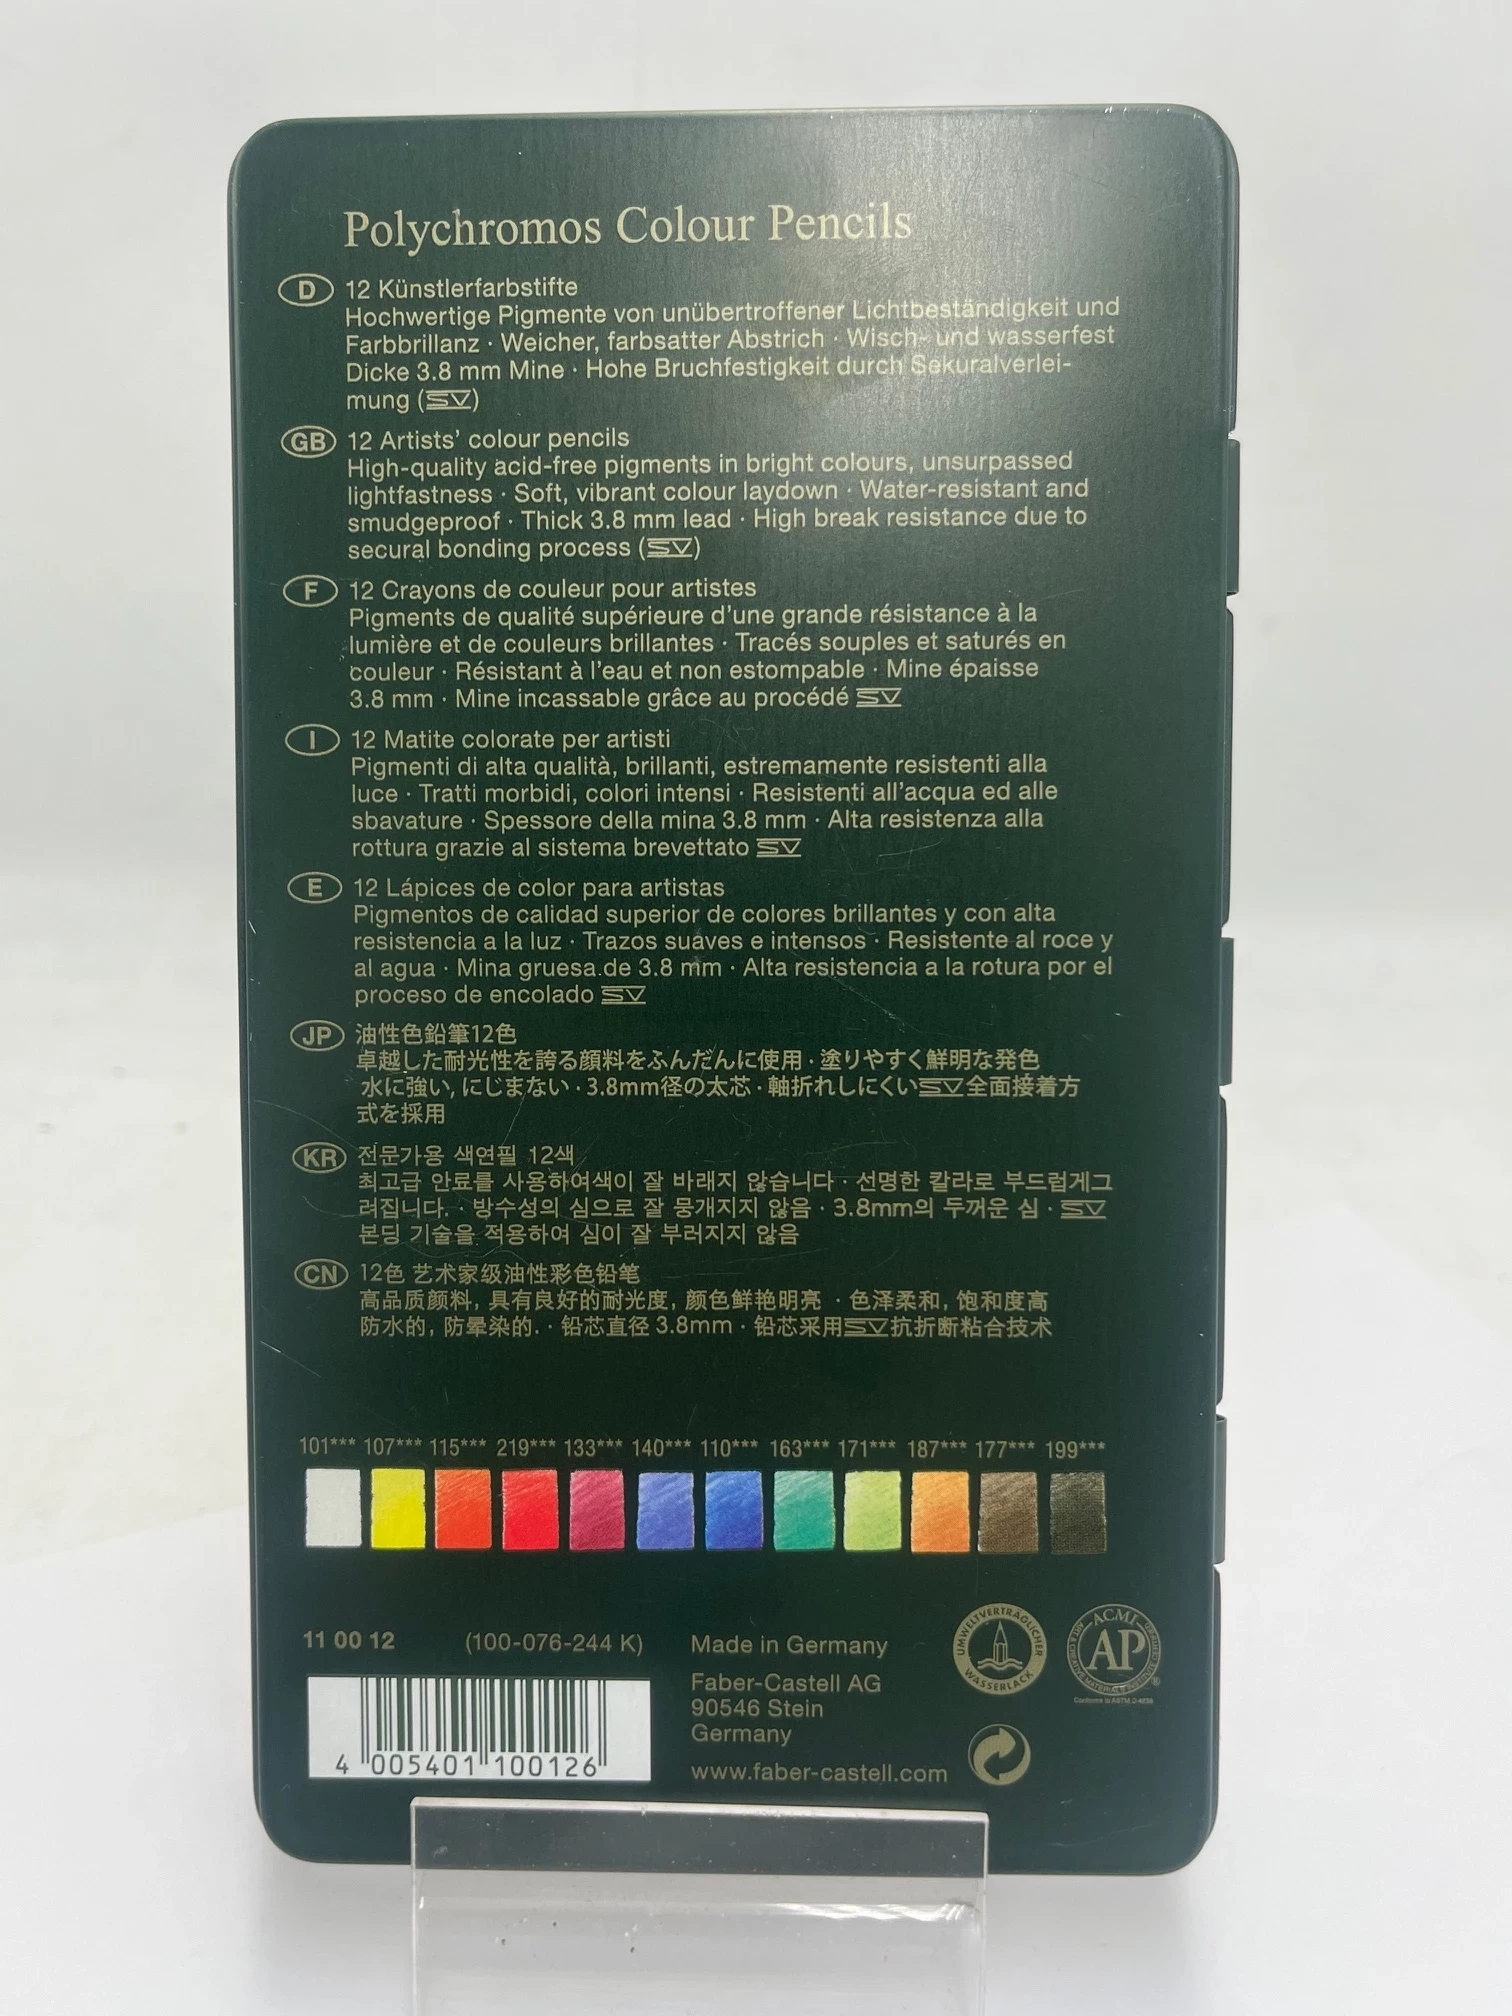 Polychromos Colour Pencils
D 12 Künstlerfarbstifte
Hochwertige Pigmente von unübertroffener Lichtbeständigkeit und
Farbbrillanz · Weicher, farbsatter Abstrich · Wisch- und wasserfest
Dicke 3.8 mm Mine · Hohe Bruchfestigkeit durch Sekuralverlei-
mung (SV)
GB 12 Artists' colour pencils
High-quality acid-free pigments in bright colours, unsurpassed
lightfastness · Soft, vibrant colour laydown · Water-resistant and
smudgeproof · Thick 3.8 mm lead · High break resistance due to
secural bonding process (SV)
F 12 Crayons de couleur pour artistes
Pigments de qualité supérieure d'une grande résistance à la
lumière et de couleurs brillantes · Tracés souples et saturés en
couleur · Résistant à l'eau et non estompable · Mine épaisse
3.8 mm · Mine incassable grâce au procédé SV
I 12 Matite colorate per artisti
Pigmenti di alta qualità, brillanti, estremamente resistenti alla
luce · Tratti morbidi, colori intensi · Resistenti all'acqua ed alle
sbavature · Spessore della mina 3.8 mm · Alta resistenza alla
rottura grazie al sistema brevettato SV
E 12 Lápices de color para artistas
Pigmentos de calidad superior de colores brillantes y con alta
resistencia a la luz · Trazos suaves e intensos · Resistente al roce y
al agua · Mina gruesa de 3.8 mm · Alta resistencia a la rotura por el
proceso de encolado SV
JP 油性色鉛筆12色
卓越した耐光性を誇る顔料をふんだんに使用 · 塗りやすく鮮明な発色
水に強い, にじまない · 3.8mm径の太芯 · 軸折れしにくいSV全面接着方
式を採用
KR 전문가용 색연필 12색
최고급 안료를 사용하여색이 잘 바래지 않습니다 · 선명한 칼라로 부드럽게그
려집니다. · 방수성의 심으로 잘 뭉개지지 않음 · 3.8mm의 두꺼운 심 · SV
본딩 기술을 적용하여 심이 잘 부러지지 않음
CN 12色 艺术家级油性彩色铅笔
高品质颜料, 具有良好的耐光度, 颜色鲜艳明亮 · 色泽柔和, 饱和度高
防水的, 防晕染的. · 铅芯直径 3.8mm · 铅芯采用SV抗折断粘合技术
101*** 107*** 115*** 219*** 133*** 140*** 110*** 163*** 171*** 187*** 177*** 199***
11 00 12 (100-076-244 K)
4 005401 100126
Made in Germany
Faber-Castell AG
90546 Stein
Germany
www.faber-castell.com
UMWELTVERTRÄGLICHER
WASSERLACK
ACMI
AP
Conforms to ASTM D-4236